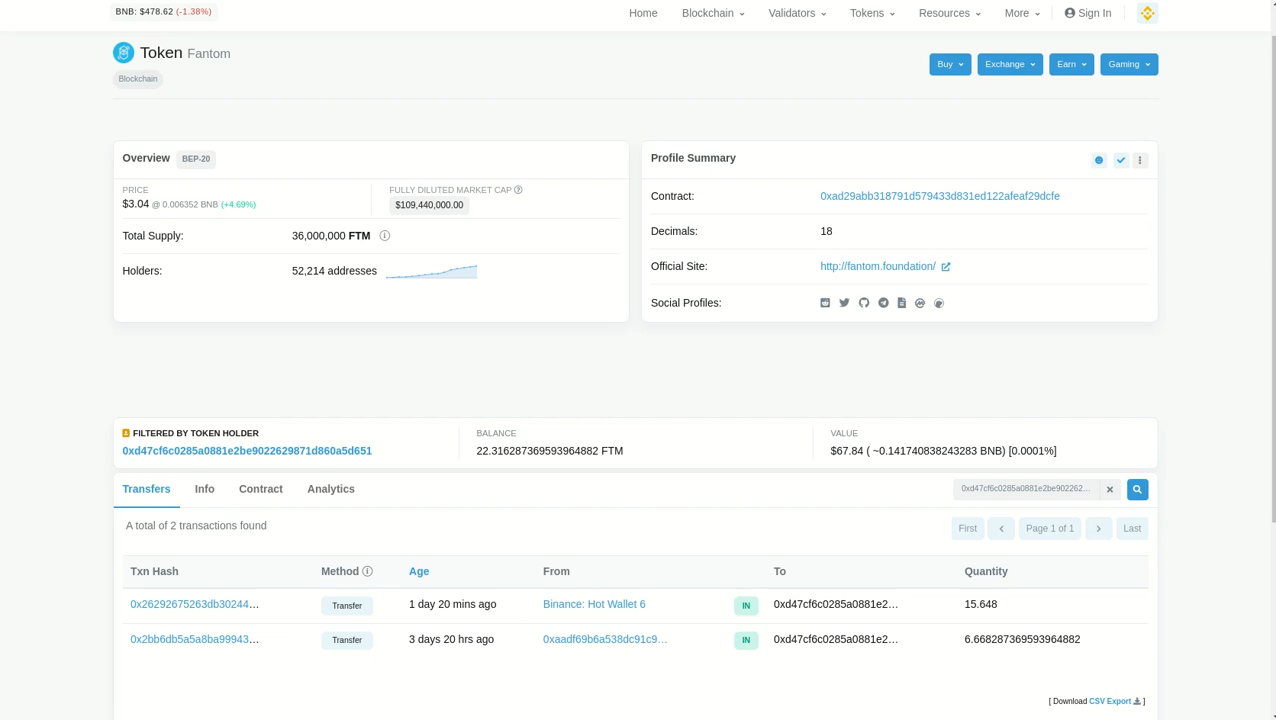 BNB: $478.62 (-1.38%)
Home Blockchain Validators Tokens Resources More Sign In
Token Fantom
Blockchain
Buy Exchange Earn Gaming
Overview BEP-20
PRICE
$3.04 @ 0.006352 BNB (+4.69%)
FULLY DILUTED MARKET CAP
$109,440,000.00
Total Supply: 36,000,000 FTM
Holders: 52,214 addresses
Profile Summary
Contract: 0xad29abb318791d579433d831ed122afeaf29dcfe
Decimals: 18
Official Site: http://fantom.foundation/
Social Profiles:
FILTERED BY TOKEN HOLDER
0xd47cf6c0285a0881e2be9022629871d860a5d651
BALANCE
22.316287369593964882 FTM
VALUE
$67.84 ( ~0.141740838243283 BNB) [0.0001%]
Transfers Info Contract Analytics
0xd47cf6c0285a0881e2be902262...
A total of 2 transactions found
First Page 1 of 1 Last
Txn Hash Method Age From To Quantity
0x26292675263db30244... Transfer 1 day 20 mins ago Binance: Hot Wallet 6 IN 0xd47cf6c0285a0881e2... 15.648
0x2bb6db5a5a8ba99943... Transfer 3 days 20 hrs ago 0xaadf69b6a538dc91c9... IN 0xd47cf6c0285a0881e2... 6.668287369593964882
[ Download CSV Export ]